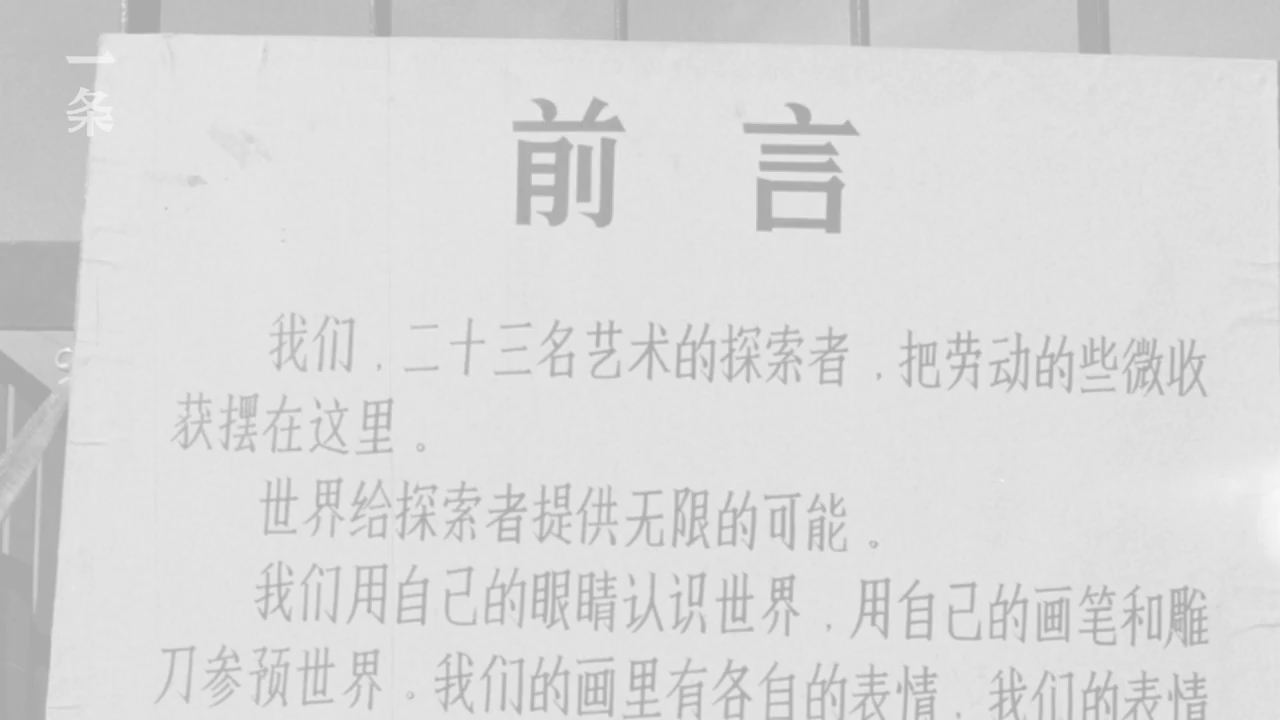 一条
前言
我们，二十三名艺术的探索者，把劳动的些微收
获摆在这里。
世界给探索者提供无限的可能。
我们用自己的眼睛认识世界，用自己的画笔和雕
刀参预世界。我们的画里有各自的表情，我们的表情